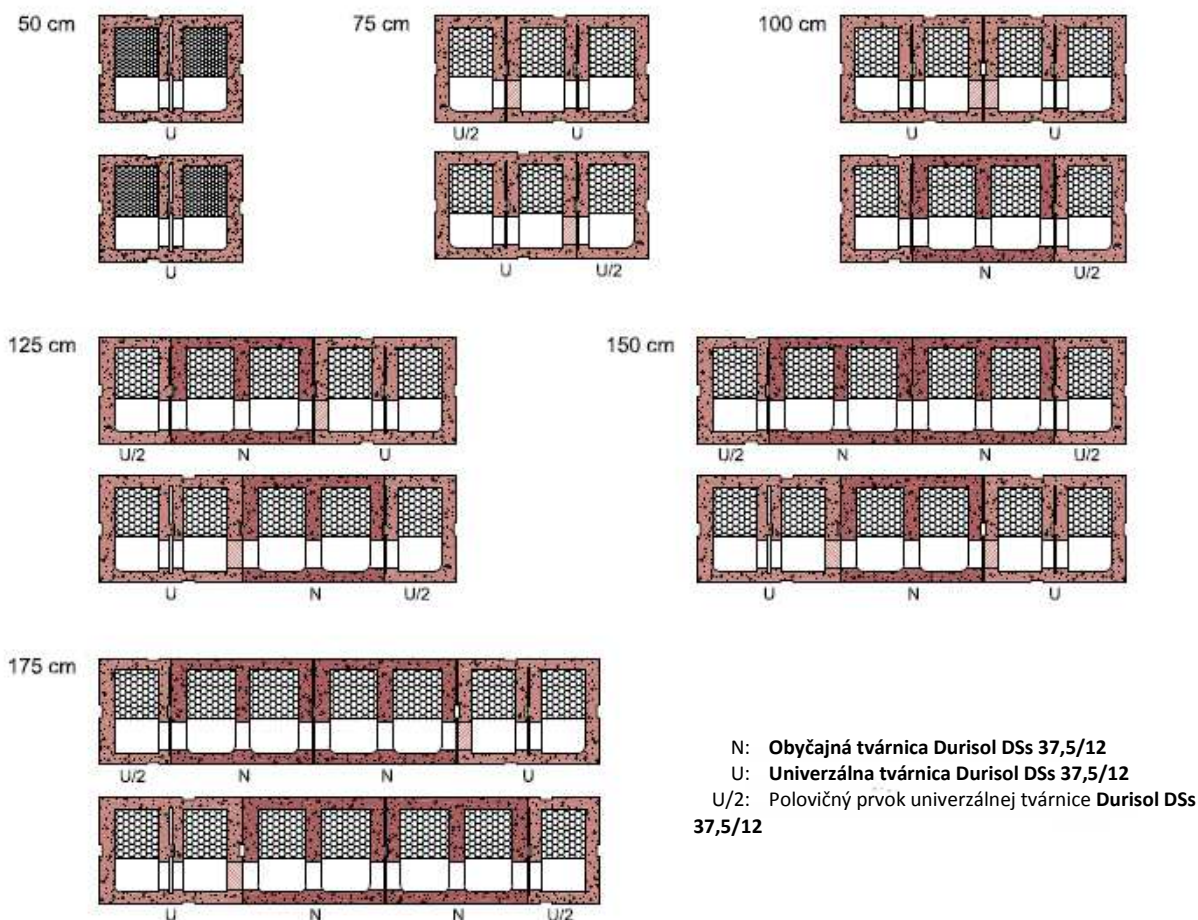 50 cm
75 cm
100 cm
U
U/2 U
U U
U
U U/2
N U/2
125 cm
150 cm
U/2 N U
U/2 N N U/2
U N U/2
U N U
175 cm
U/2 N N U
U N N U/2
N: Obyčajná tvárnica Durisol DSs 37,5/12
U: Univerzálna tvárnica Durisol DSs 37,5/12
U/2: Polovičný prvok univerzálnej tvárnice Durisol DSs
37,5/12